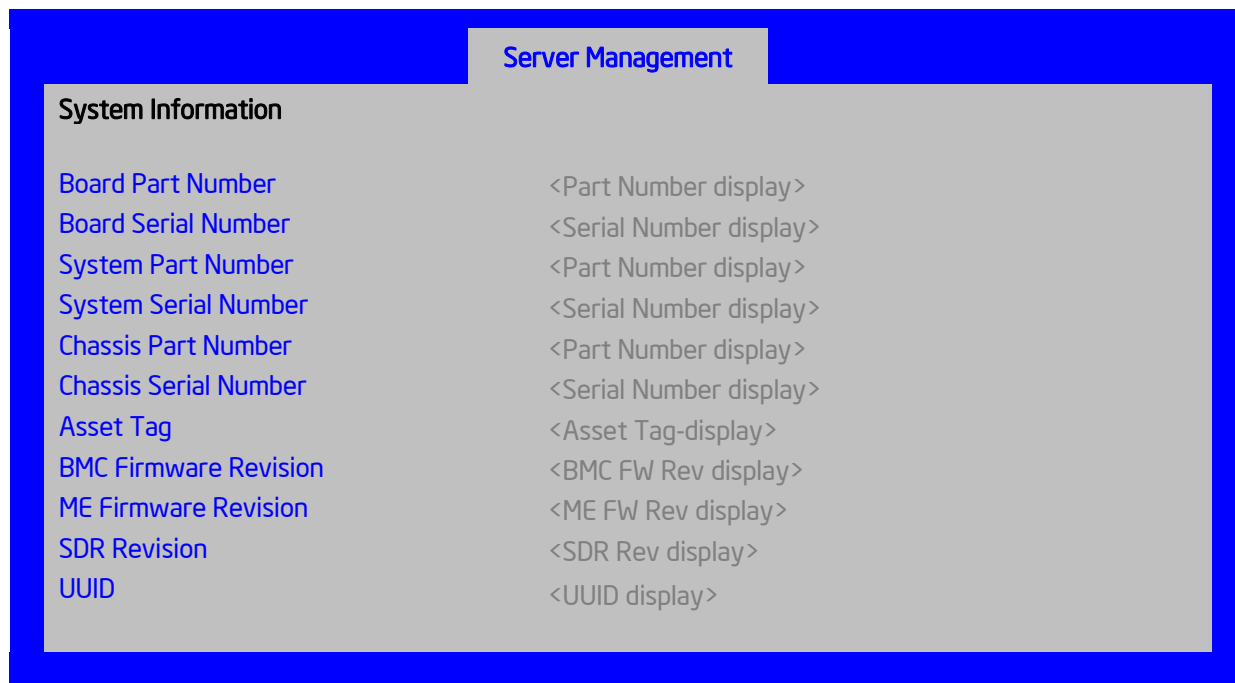 Server Management
System Information
Board Part Number <Part Number display>
Board Serial Number <Serial Number display>
System Part Number <Part Number display>
System Serial Number <Serial Number display>
Chassis Part Number <Part Number display>
Chassis Serial Number <Serial Number display>
Asset Tag <Asset Tag-display>
BMC Firmware Revision <BMC FW Rev display>
ME Firmware Revision <ME FW Rev display>
SDR Revision <SDR Rev display>
UUID <UUID display>